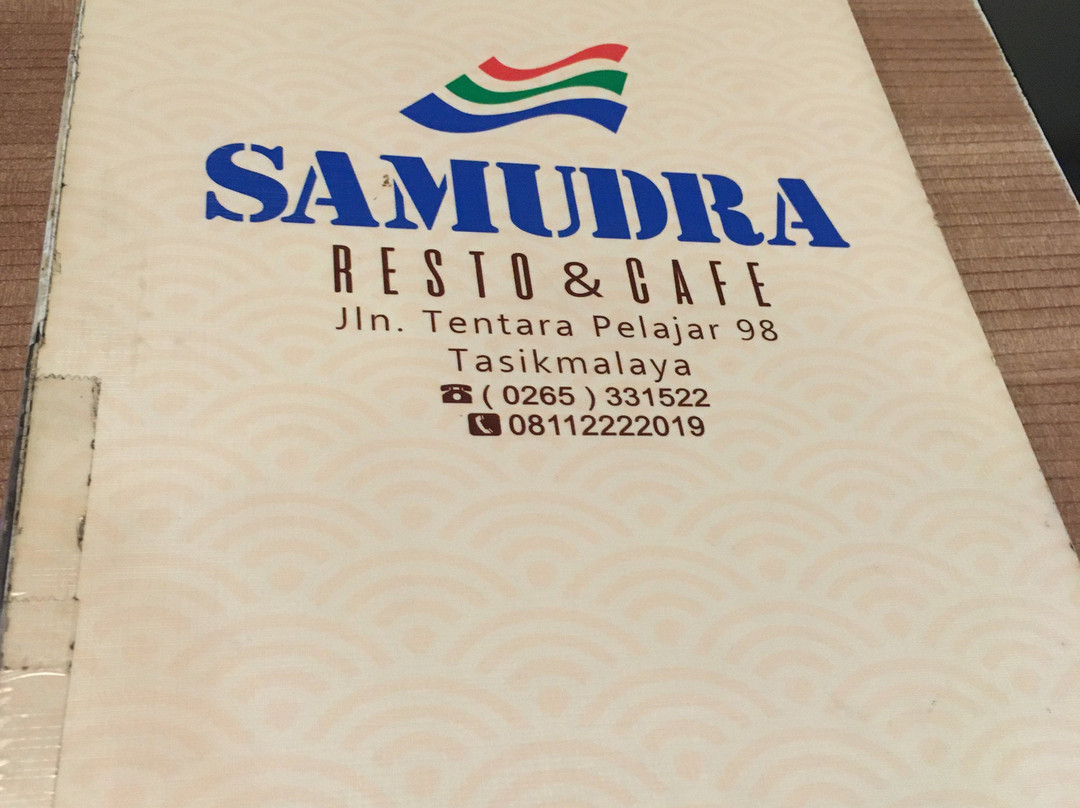 SAMUDRA
RESTO & CAFE
Jln. Tentara Pelajar 98
Tasikmalaya
( 0265 ) 331522
08112222019